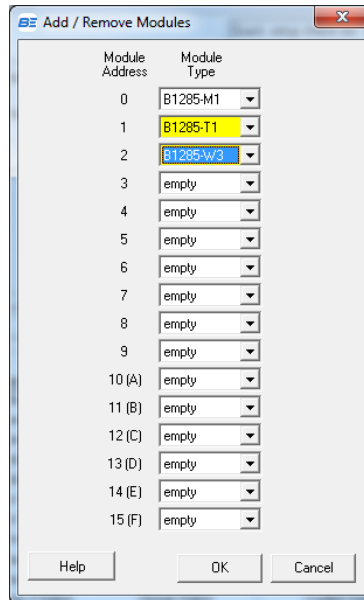 BE Add / Remove Modules
Module Address Module Type
0 B1285-M1
1 B1285-T1
2 B1285-W3
3 empty
4 empty
5 empty
6 empty
7 empty
8 empty
9 empty
10 (A) empty
11 (B) empty
12 (C) empty
13 (D) empty
14 (E) empty
15 (F) empty
Help OK Cancel